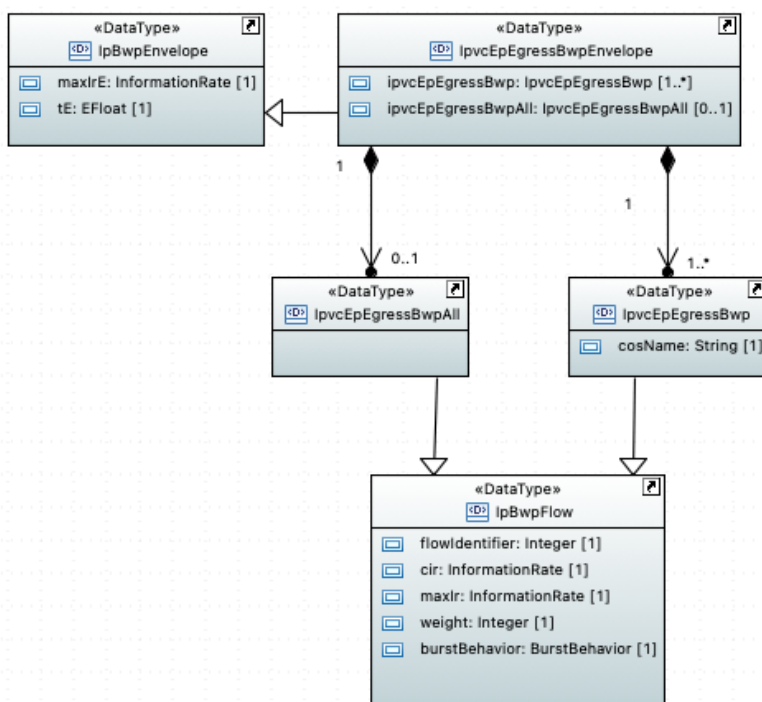 «DataType»
IpBwpEnvelope
maxIrE: InformationRate [1]
tE: EFloat [1]
«DataType»
IpvcEpEgressBwpEnvelope
ipvcEpEgressBwp: IpvcEpEgressBwp [1..*]
ipvcEpEgressBwpAll: IpvcEpEgressBwpAll [0..1]
1
1
0..1
1..*
«DataType»
IpvcEpEgressBwpAll
«DataType»
IpvcEpEgressBwp
cosName: String [1]
«DataType»
IpBwpFlow
flowIdentifier: Integer [1]
cir: InformationRate [1]
maxIr: InformationRate [1]
weight: Integer [1]
burstBehavior: BurstBehavior [1]